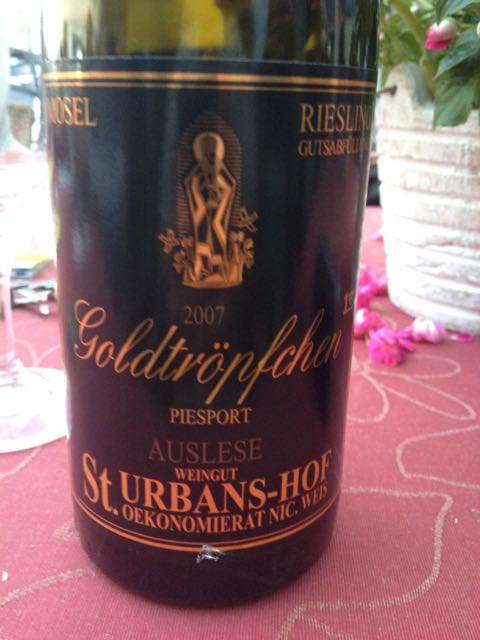 MOSEL
RIESLING
GUTSABFÜLLUNG
2007
Goldtröpfchen
PIESPORT
AUSLESE
WEINGUT
St. URBANS-HOF
OEKONOMIERAT NIC. WEIS